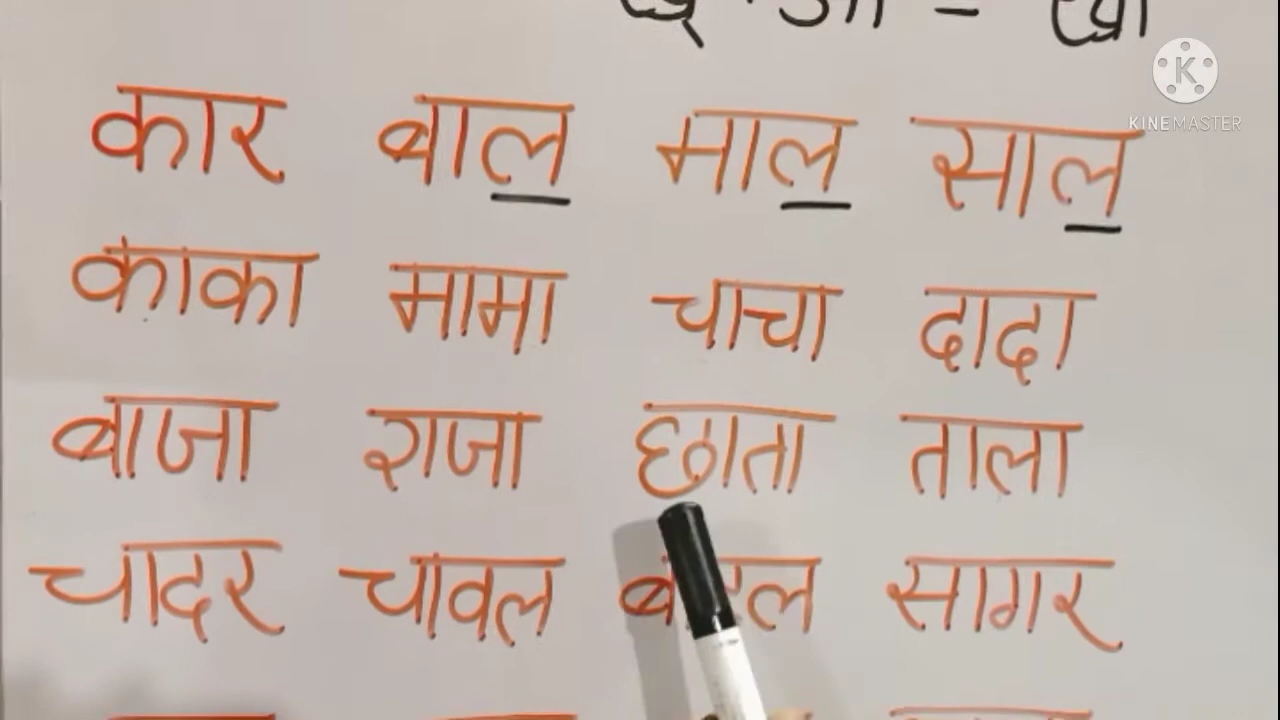 ख् + आ = खा
KINEMASTER
कार बाल माल साल
काका मामा चाचा दादा
बाजा राजा छाता ताला
चादर चावल सागर